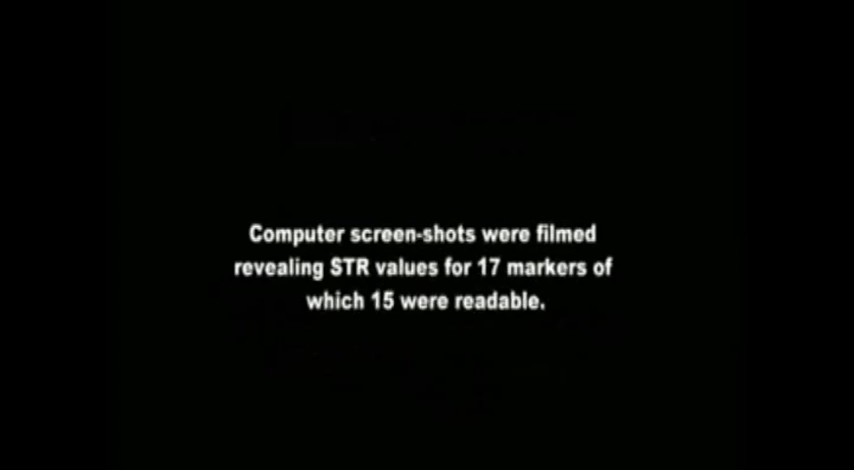 Computer screen-shots were filmed
revealing STR values for 17 markers of
which 15 were readable.